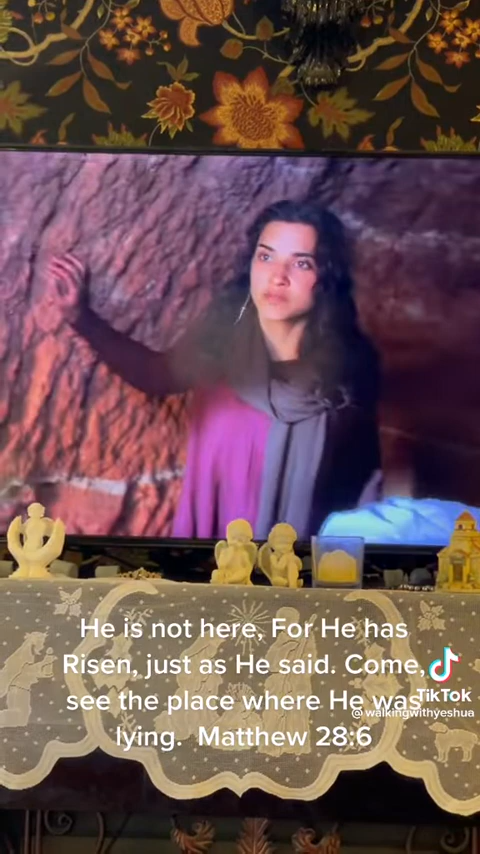 He is not here, For He has
Risen, just as He said. Come,
see the place where He was
lying. Matthew 28:6
TikTok
@walkingwithyeshua